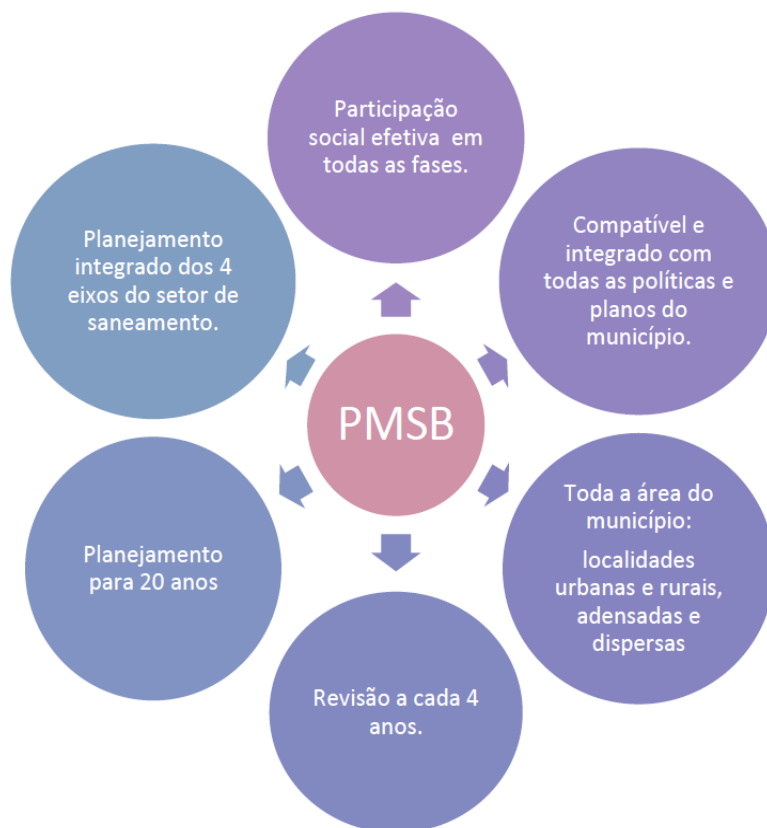 Participação
social efetiva em
todas as fases.
Compatível e
integrado com
todas as políticas e
planos do
município.
Toda a área do
município:
localidades
urbanas e rurais,
adensadas e
dispersas
Revisão a cada 4
anos.
Planejamento
para 20 anos
Planejamento
integrado dos 4
eixos do setor de
saneamento.
PMSB